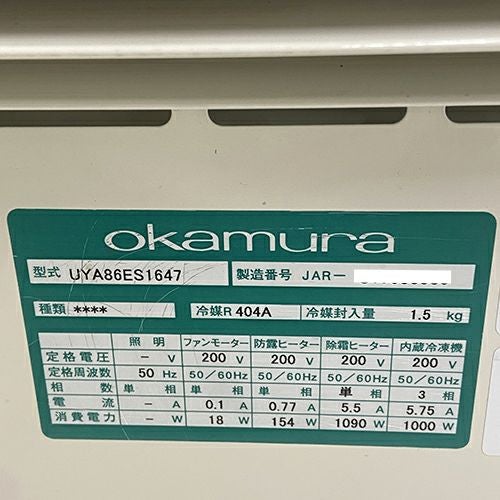 okamura
型式 UYA86ES1647 製造番号 JAR－
種類 **** 冷媒R 404A 冷媒封入量 1.5 kg
照明 ファンモーター 防露ヒーター 除霜ヒーター 内蔵冷凍機
定格電圧 － V 200 V 200 V 200 V 200 V
定格周波数 50 Hz 50／60Hz 50／60Hz 50／60Hz 50／60Hz
相数 単相 単相 単相 単相 3 相
電流 － A 0.1 A 0.77 A 5.5 A 5.75 A
消費電力 － W 18 W 154 W 1090 W 1000 W